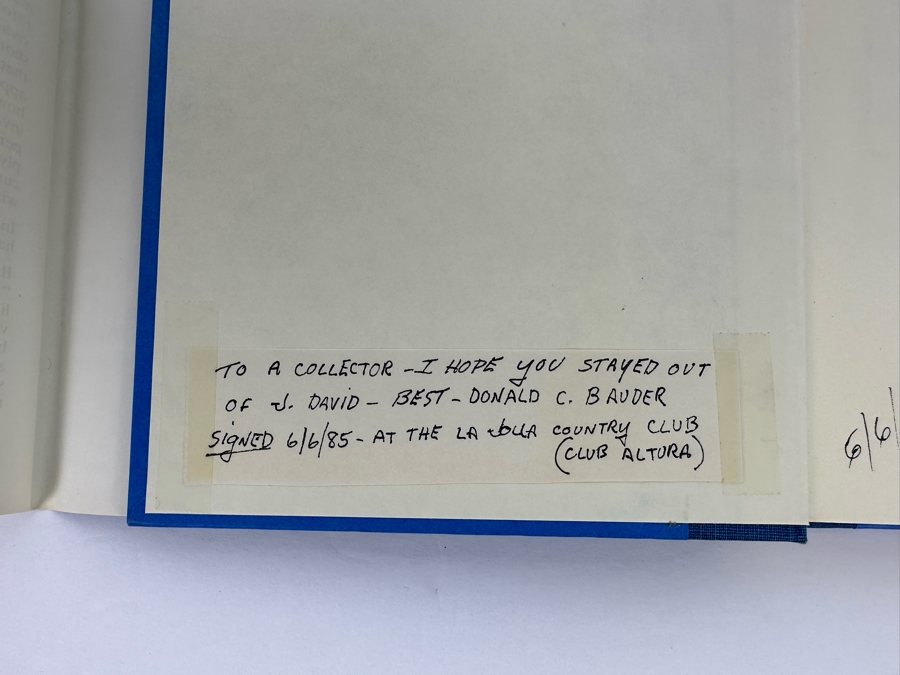 TO A COLLECTOR – I HOPE YOU STAYED OUT
OF J. DAVID – BEST – DONALD C. BAUDER
SIGNED 6/6/85 - AT THE LA JOLLA COUNTRY CLUB
(CLUB ALTURA)
6/6/